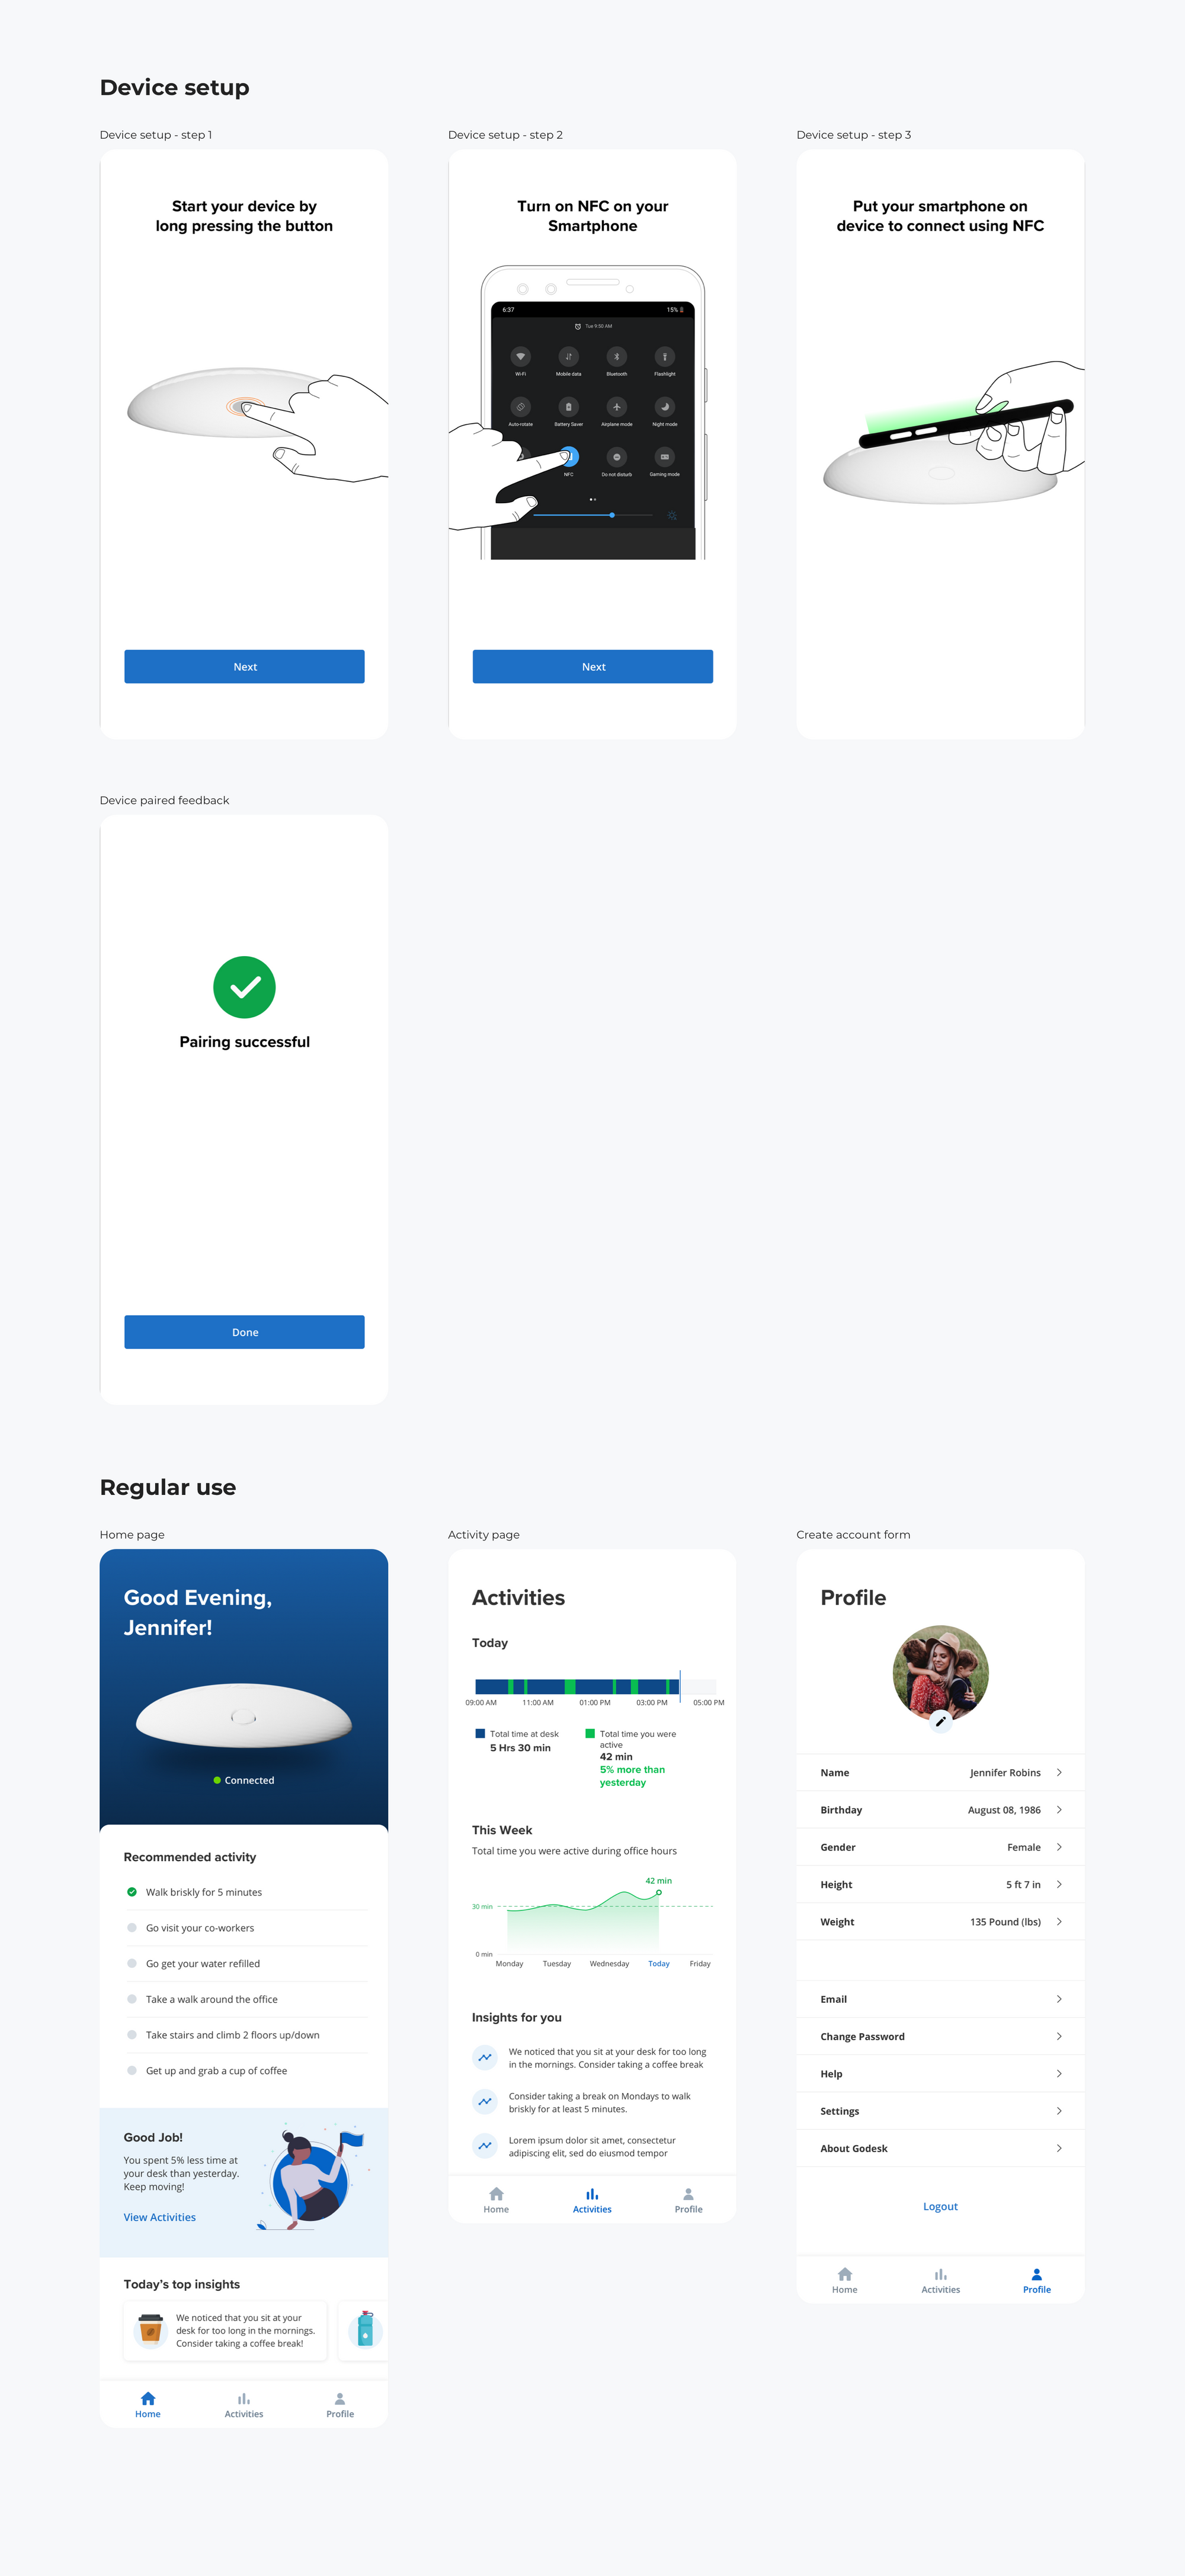 Device setup
Device setup - step 1
Start your device by
long pressing the button
Next
Device setup - step 2
Turn on NFC on your
Smartphone
6:37
15%
Tue 9:50 AM
Wi-Fi
Mobile data
Bluetooth
Flashlight
Auto-rotate
Battery Saver
Airplane mode
Night mode
NFC
Do not disturb
Gaming mode
Next
Device setup - step 3
Put your smartphone on
device to connect using NFC
Device paired feedback
Pairing successful
Done
Regular use
Home page
Good Evening,
Jennifer!
Connected
Recommended activity
Walk briskly for 5 minutes
Go visit your co-workers
Go get your water refilled
Take a walk around the office
Take stairs and climb 2 floors up/down
Get up and grab a cup of coffee
Good Job!
You spent 5% less time at
your desk than yesterday.
Keep moving!
View Activities
Today's top insights
We noticed that you sit at your
desk for too long in the mornings.
Consider taking a coffee break!
Home
Activities
Profile
Activity page
Activities
Today
09:00 AM
11:00 AM
01:00 PM
03:00 PM
05:00 PM
Total time at desk
5 Hrs 30 min
Total time you were
active
42 min
5% more than
yesterday
This Week
Total time you were active during office hours
42 min
30 min
0 min
Monday
Tuesday
Wednesday
Today
Friday
Insights for you
We noticed that you sit at your desk for too long
in the mornings. Consider taking a coffee break
Consider taking a break on Mondays to walk
briskly for at least 5 minutes.
Lorem ipsum dolor sit amet, consectetur
adipiscing elit, sed do eiusmod tempor
Home
Activities
Profile
Create account form
Profile
Name
Jennifer Robins
Birthday
August 08, 1986
Gender
Female
Height
5 ft 7 in
Weight
135 Pound (lbs)
Email
Change Password
Help
Settings
About Godesk
Logout
Home
Activities
Profile